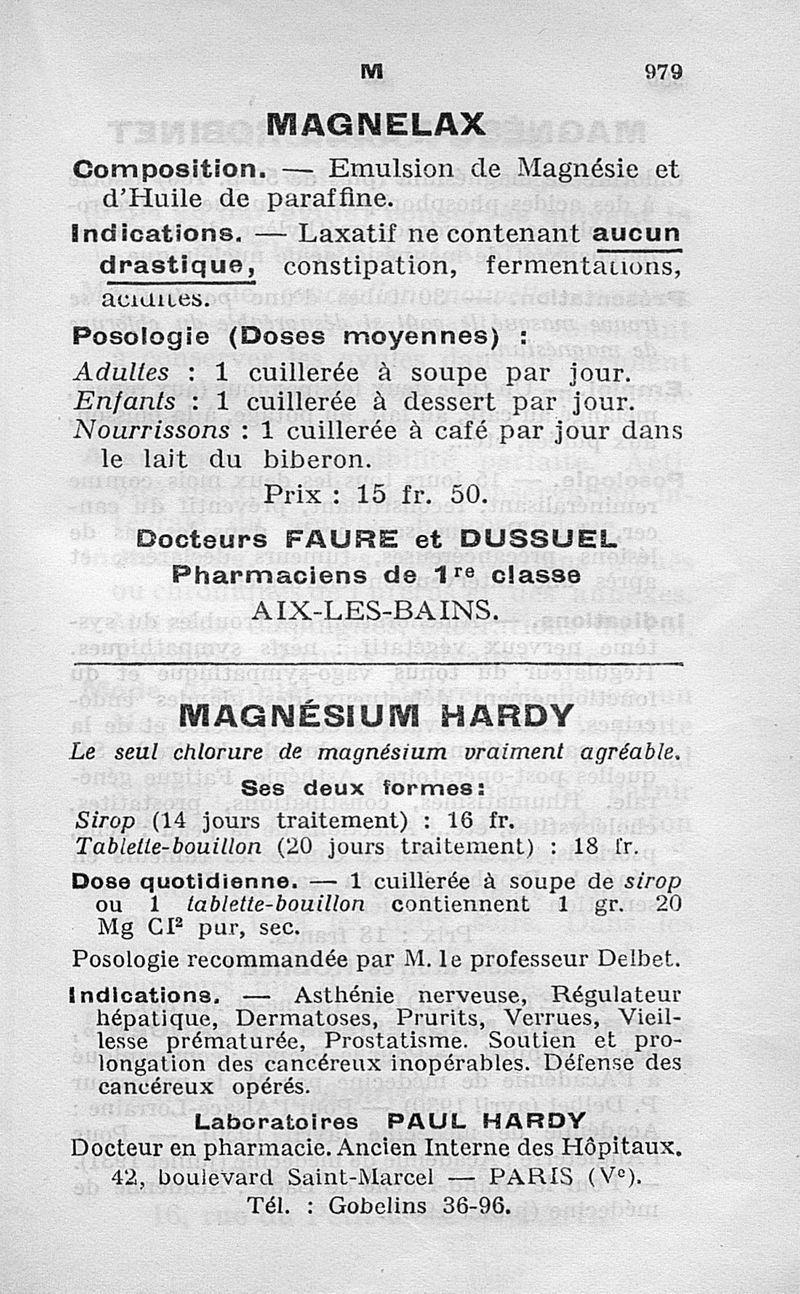 M 979
MAGNELAX
Composition. — Emulsion de Magnésie et
d'Huile de paraffine.
Indications. — Laxatif ne contenant aucun
drastique, constipation, fermentations,
acidités.
Posologie (Doses moyennes) :
Adultes : 1 cuillerée à soupe par jour.
Enfants : 1 cuillerée à dessert par jour.
Nourrissons : 1 cuillerée à café par jour dans
le lait du biberon.
Prix : 15 fr. 50.
Docteurs FAURE et DUSSUEL
Pharmaciens de 1re classe
AIX-LES-BAINS.
MAGNÉSIUM HARDY
Le seul chlorure de magnésium vraiment agréable.
Ses deux formes:
Sirop (14 jours traitement) : 16 fr.
Tablette-bouillon (20 jours traitement) : 18 fr.
Dose quotidienne. — 1 cuillerée à soupe de sirop
ou 1 tablette-bouillon contiennent 1 gr. 20
Mg Cl² pur, sec.
Posologie recommandée par M. le professeur Delbet.
Indications. — Asthénie nerveuse, Régulateur
hépatique, Dermatoses, Prurits, Verrues, Vieil-
lesse prématurée, Prostatisme. Soutien et pro-
longation des cancéreux inopérables. Défense des
cancéreux opérés.
Laboratoires PAUL HARDY
Docteur en pharmacie. Ancien Interne des Hôpitaux.
42, boulevard Saint-Marcel — PARIS (Ve).
Tél. : Gobelins 36-96.